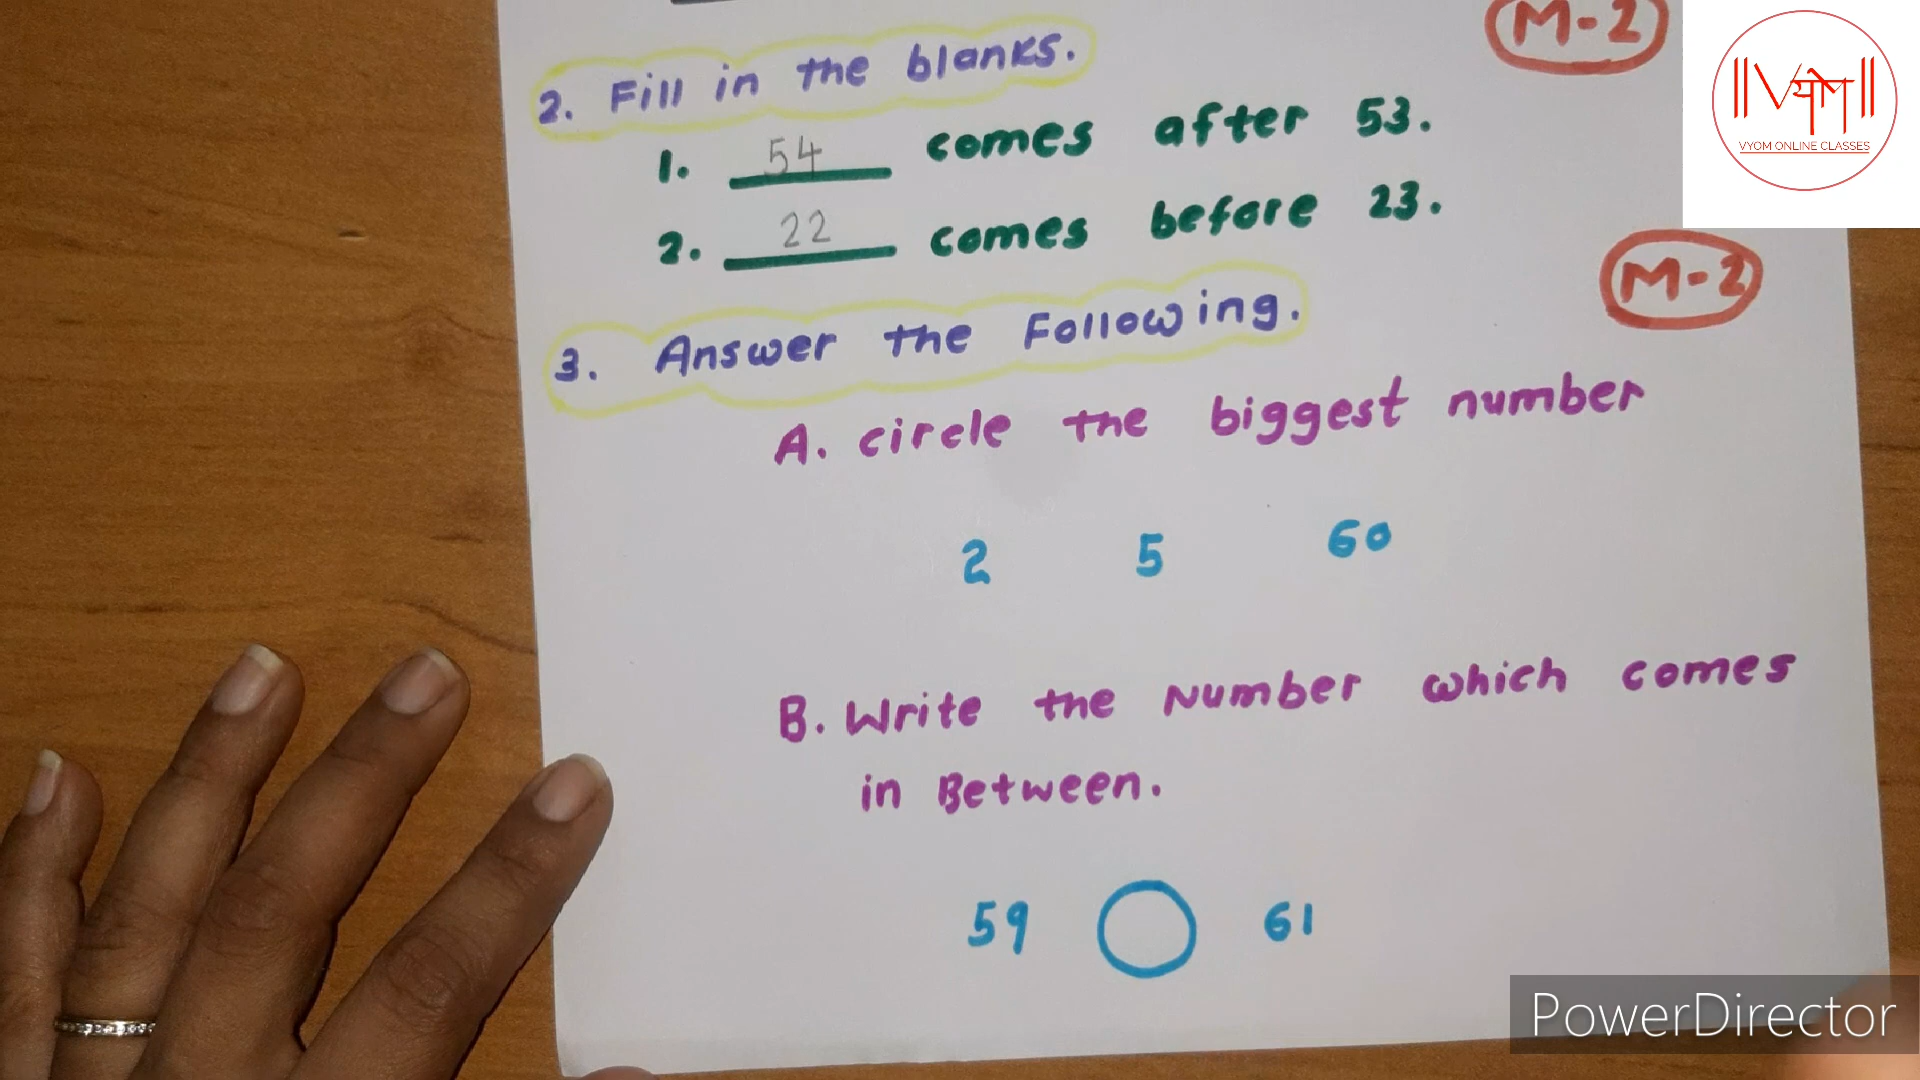 M-2
2. Fill in the blanks.
1. 54 comes after 53.
2. 22 comes before 23.
M-2
3. Answer the Following.
A. circle the biggest number
2 5 60
B. Write the Number which comes
in Between.
59 61
||Vयोम||
VYOM ONLINE CLASSES
PowerDirector